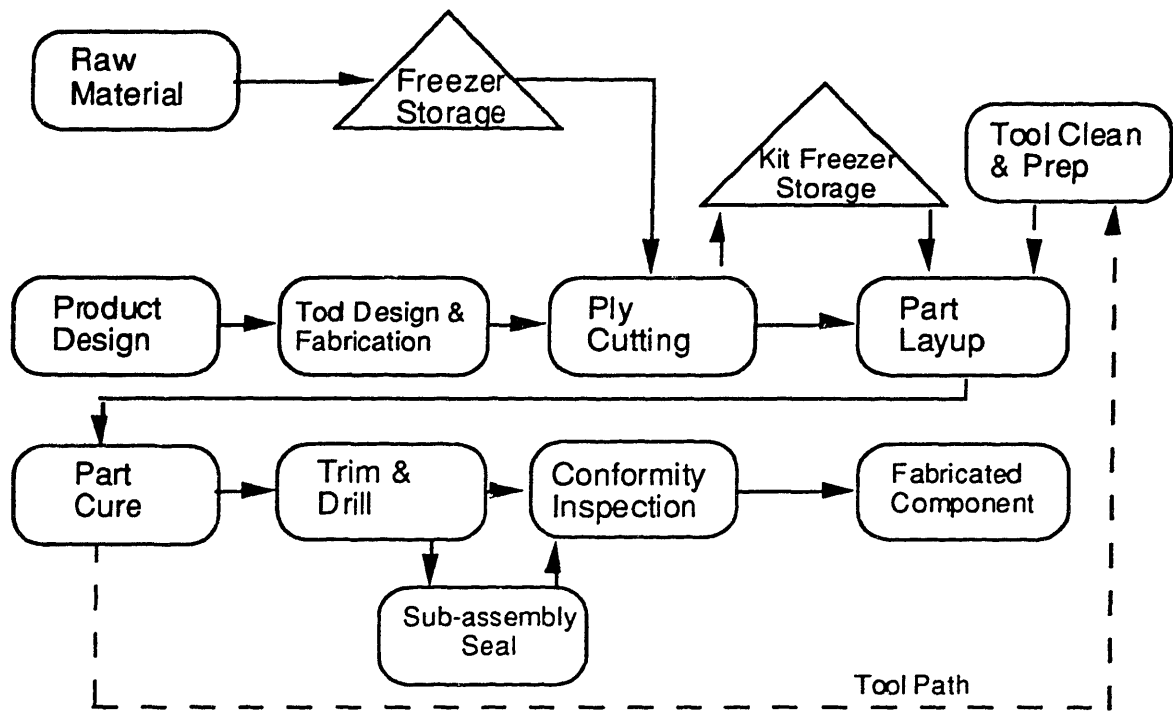 Raw
Material
Freezer
Storage
Kit Freezer
Storage
Tool Clean
& Prep
Product
Design
Tool Design &
Fabrication
Ply
Cutting
Part
Layup
Part
Cure
Trim &
Drill
Conformity
Inspection
Fabricated
Component
Sub-assembly
Seal
Tool Path